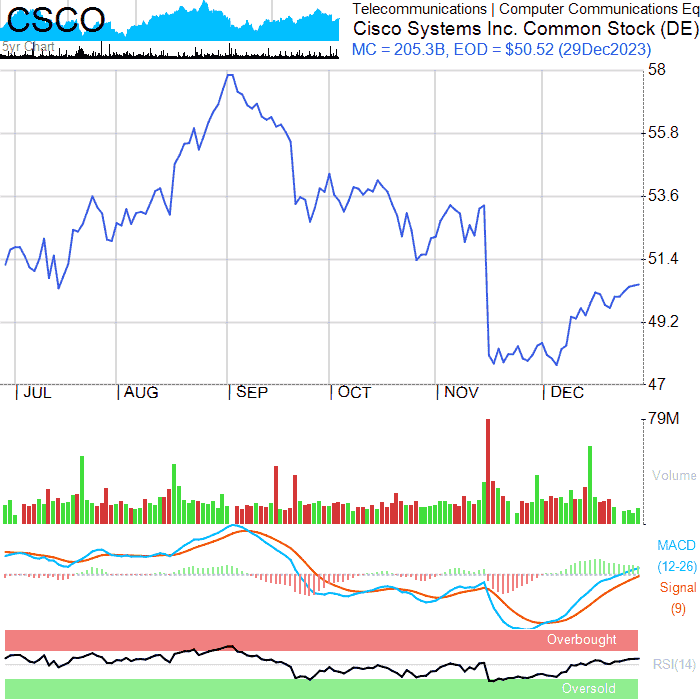 CSCO
5yr Chart
Telecommunications | Computer Communications Eq
Cisco Systems Inc. Common Stock (DE)
MC = 205.3B, EOD = $50.52 (29Dec2023)
58
55.8
53.6
51.4
49.2
47
JUL AUG SEP OCT NOV DEC
79M
Volume
MACD
(12-26)
Signal
(9)
Overbought
RSI(14)
Oversold